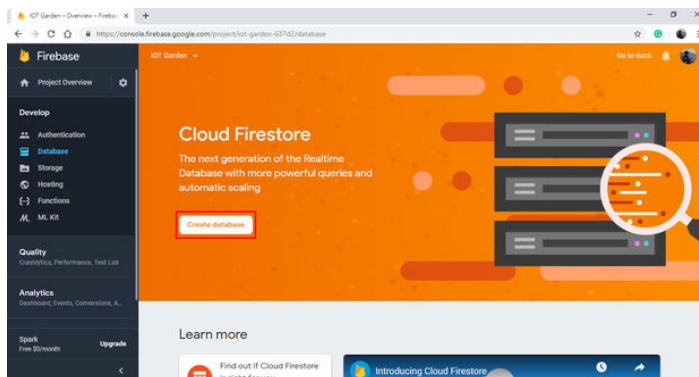 IOT Garden – Overview – Fireba
https://console.firebase.google.com/project/iot-garden-637d2/database
Firebase
IOT Garden
Go to docs
Project Overview
Develop
Authentication
Database
Storage
Hosting
Functions
ML Kit
Quality
Crashlytics, Performance, Test Lab
Analytics
Dashboard, Events, Conversions, A...
Spark
Free $0/month
Upgrade
Cloud Firestore
The next generation of the Realtime
Database with more powerful queries and
automatic scaling
Create database
Learn more
Find out if Cloud Firestore
Introducing Cloud Firestore